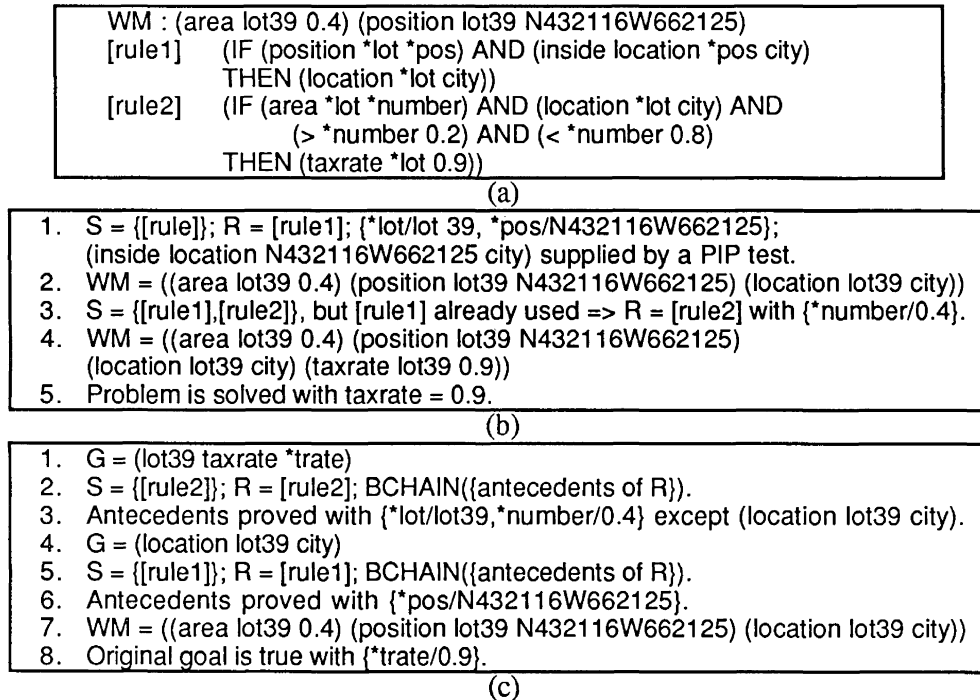 WM : (area lot39 0.4) (position lot39 N432116W662125)
[rule1] (IF (position *lot *pos) AND (inside location *pos city)
THEN (location *lot city))
[rule2] (IF (area *lot *number) AND (location *lot city) AND
(> *number 0.2) AND (< *number 0.8)
THEN (taxrate *lot 0.9))
(a)
1. S = {[rule]}; R = [rule1]; {*lot/lot 39, *pos/N432116W662125};
(inside location N432116W662125 city) supplied by a PIP test.
2. WM = ((area lot39 0.4) (position lot39 N432116W662125) (location lot39 city))
3. S = {[rule1],[rule2]}, but [rule1] already used => R = [rule2] with {*number/0.4}.
4. WM = ((area lot39 0.4) (position lot39 N432116W662125)
(location lot39 city) (taxrate lot39 0.9))
5. Problem is solved with taxrate = 0.9.
(b)
1. G = (lot39 taxrate *trate)
2. S = {[rule2]}; R = [rule2]; BCHAIN({antecedents of R}).
3. Antecedents proved with {*lot/lot39,*number/0.4} except (location lot39 city).
4. G = (location lot39 city)
5. S = {[rule1]}; R = [rule1]; BCHAIN({antecedents of R}).
6. Antecedents proved with {*pos/N432116W662125}.
7. WM = ((area lot39 0.4) (position lot39 N432116W662125) (location lot39 city))
8. Original goal is true with {*trate/0.9}.
(c)